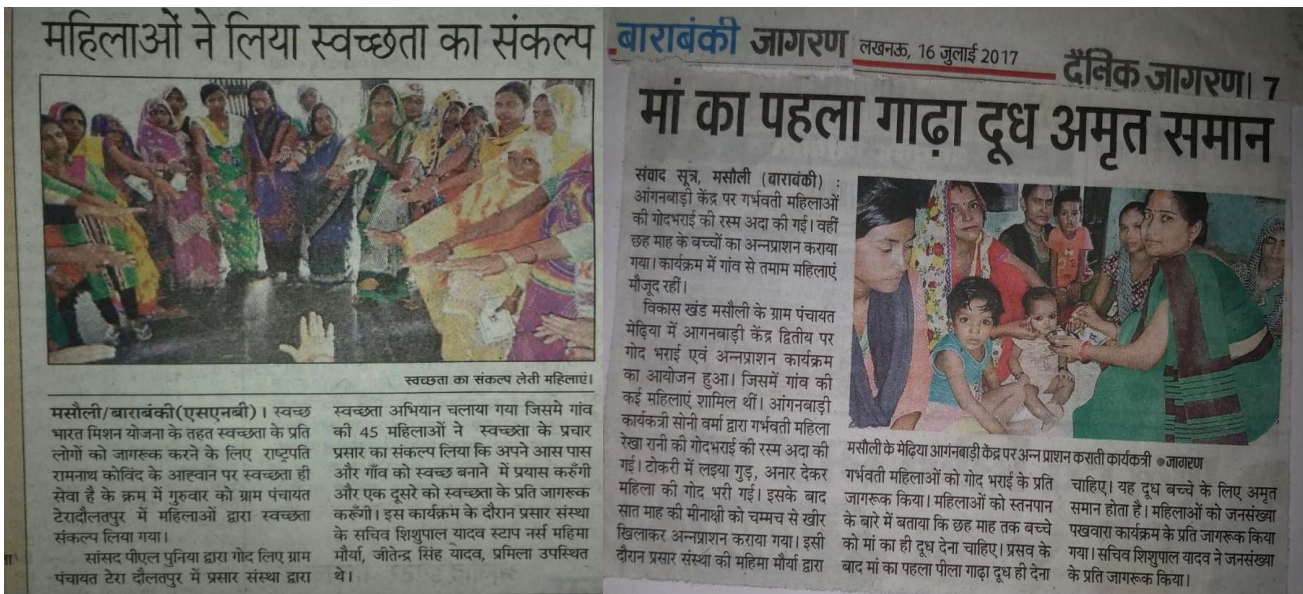 महिलाओं ने लिया स्वच्छता का संकल्प
स्वच्छता का संकल्प लेती महिलाएं।
मसौली/बाराबंकी(एसएनबी)। स्वच्छ
भारत मिशन योजना के तहत स्वच्छता के प्रति
लोगों को जागरूक करने के लिए राष्ट्रपति
रामनाथ कोविंद के आह्वान पर स्वच्छता ही
सेवा है के क्रम में गुरुवार को ग्राम पंचायत
टेरादौलतपुर में महिलाओं द्वारा स्वच्छता
संकल्प लिया गया।
सांसद पीएल पुनिया द्वारा गोद लिए ग्राम
पंचायत टेरा दौलतपुर में प्रसार संस्था द्वारा
स्वच्छता अभियान चलाया गया जिसमे गांव
की 45 महिलाओं ने स्वच्छता के प्रचार
प्रसार का संकल्प लिया कि अपने आस पास
और गाँव को स्वच्छ बनाने में प्रयास करूँगी
और एक दूसरे को स्वच्छता के प्रति जागरूक
करूँगी। इस कार्यक्रम के दौरान प्रसार संस्था
के सचिव शिशुपाल यादव स्टाप नर्स महिमा
मौर्या, जीतेन्द्र सिंह यादव, प्रमिला उपस्थित
थे।
बाराबंकी जागरण लखनऊ, 16 जुलाई 2017
दैनिक जागरण। 7
मां का पहला गाढ़ा दूध अमृत समान
संवाद सूत्र, मसौली (बाराबंकी) :
आंगनबाड़ी केंद्र पर गर्भवती महिलाओं
की गोदभराई की रस्म अदा की गई। वहीं
छह माह के बच्चों का अन्नप्राशन कराया
गया। कार्यक्रम में गांव से तमाम महिलाएं
मौजूद रहीं।
विकास खंड मसौली के ग्राम पंचायत
मेढ़िया में आगनबाड़ी केंद्र द्वितीय पर
गोद भराई एवं अन्नप्राशन कार्यक्रम
का आयोजन हुआ। जिसमें गांव की
कई महिलाएं शामिल थीं। आंगनबाड़ी
कार्यकत्री सोनी वर्मा द्वारा गर्भवती महिला
रेखा रानी की गोदभराई की रस्म अदा की
गई। टोकरी में लइया गुड़, अनार देकर
महिला की गोद भरी गई। इसके बाद
सात माह की मीनाक्षी को चम्मच से खीर
खिलाकर अन्नप्राशन कराया गया। इसी
दौरान प्रसार संस्था की महिमा मौर्या द्वारा
मसौली के मेढ़िया आगंनबाड़ी केंद्र पर अन्न प्राशन कराती कार्यकत्री ● जागरण
गर्भवती महिलाओं को गोद भराई के प्रति
जागरूक किया। महिलाओं को स्तनपान
के बारे में बताया कि छह माह तक बच्चे
को मां का ही दूध देना चाहिए। प्रसव के
बाद मां का पहला पीला गाढ़ा दूध ही देना
चाहिए। यह दूध बच्चे के लिए अमृत
समान होता है। महिलाओं को जनसंख्या
पखवारा कार्यक्रम के प्रति जागरूक किया
गया। सचिव शिशुपाल यादव ने जनसंख्या
के प्रति जागरूक किया।